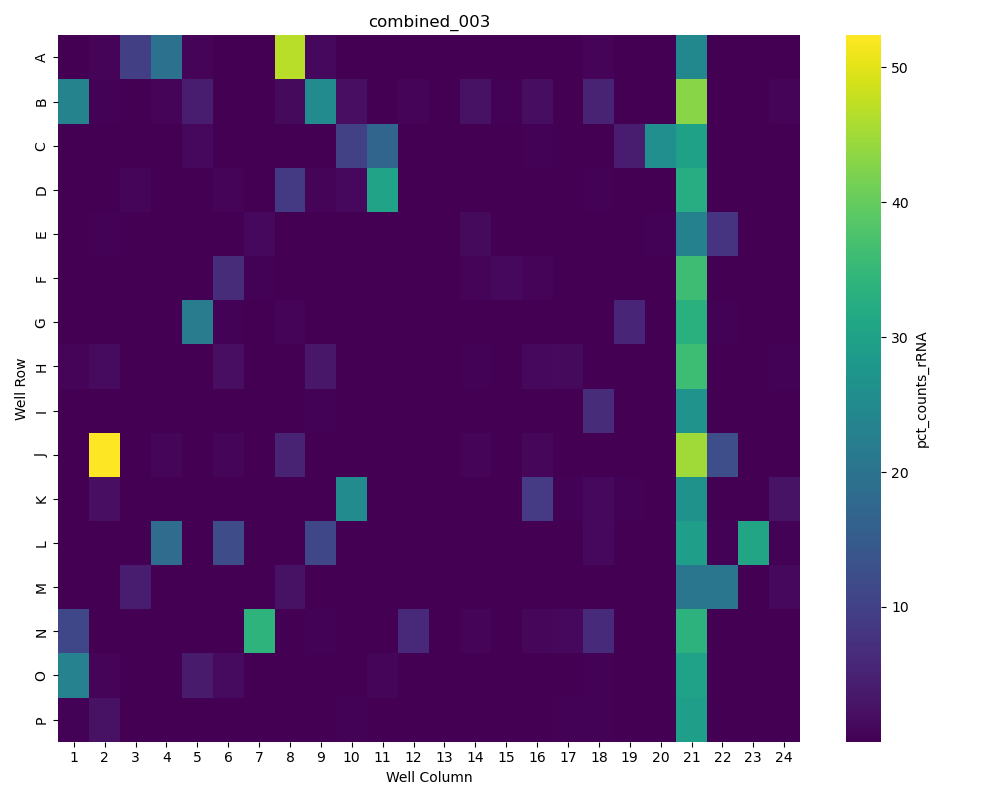 combined_003
Well Row
A
B
C
D
E
F
G
H
I
J
K
L
M
N
O
P
1 2 3 4 5 6 7 8 9 10 11 12 13 14 15 16 17 18 19 20 21 22 23 24
Well Column
50
40
30
20
10
pct_counts_rRNA